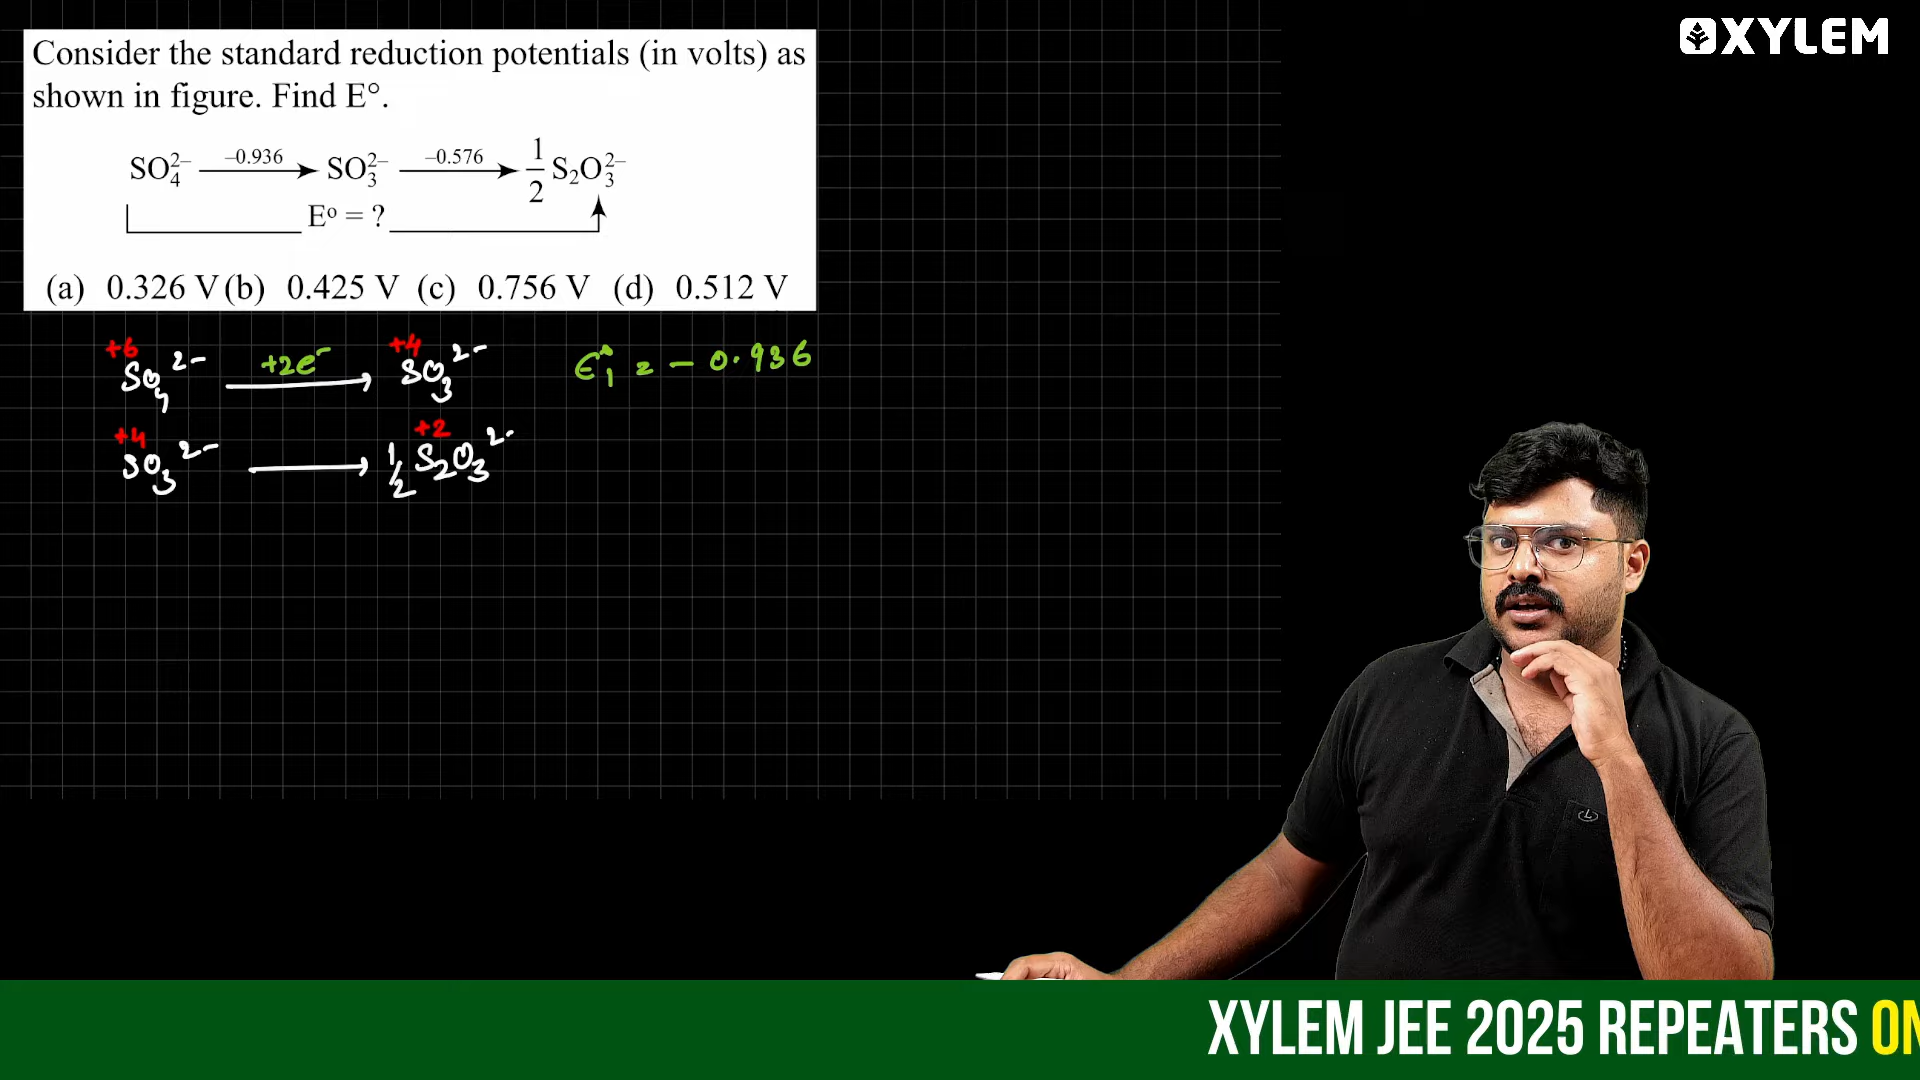 XYLEM
Consider the standard reduction potentials (in volts) as
shown in figure. Find E°.
SO₄²⁻ –0.936 SO₃²⁻ –0.576 1/2 S₂O₃²⁻
E° = ?
(a) 0.326 V (b) 0.425 V (c) 0.756 V (d) 0.512 V
+6 +4
SO₄²⁻ +2e⁻ → SO₃²⁻ E°₁ = – 0.936
+4 +2
SO₃²⁻ → 1/2 S₂O₃²⁻
XYLEM JEE 2025 REPEATERS ON